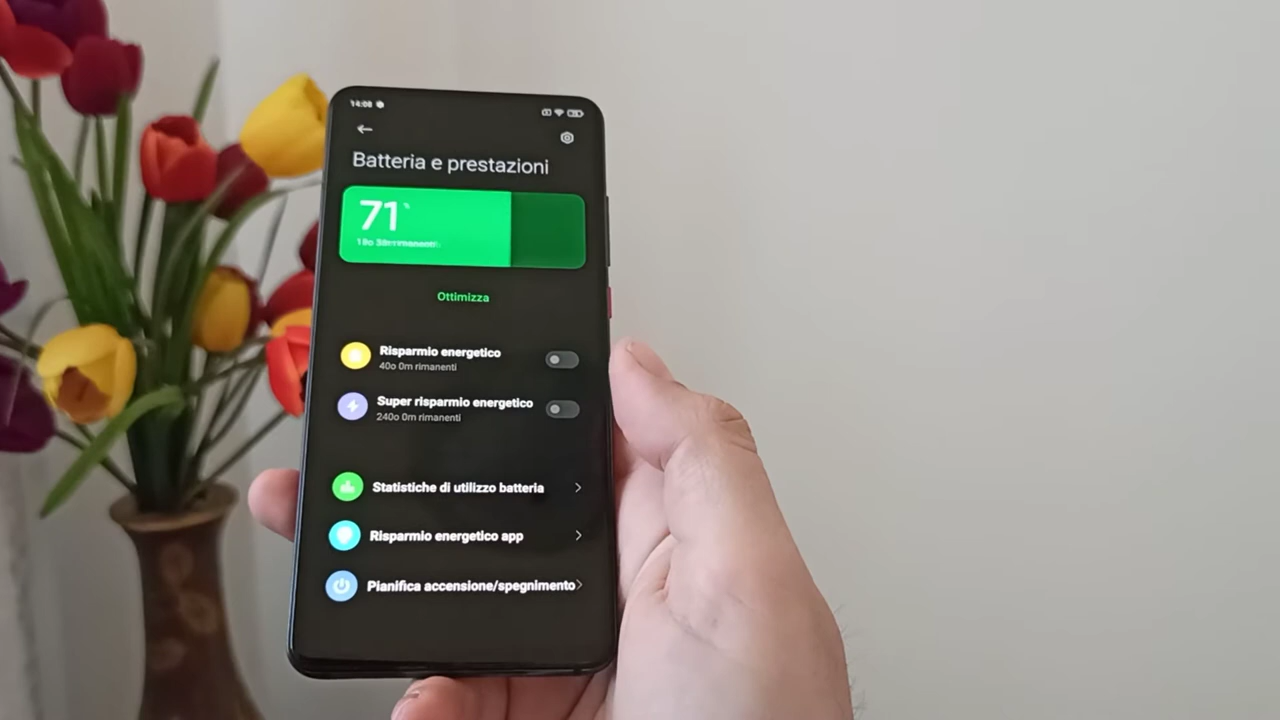 14:08
Batteria e prestazioni
71%
Ottimizza
Risparmio energetico
40o 0m rimanenti
Super risparmio energetico
240o 0m rimanenti
Statistiche di utilizzo batteria
Risparmio energetico app
Pianifica accensione/spegnimento